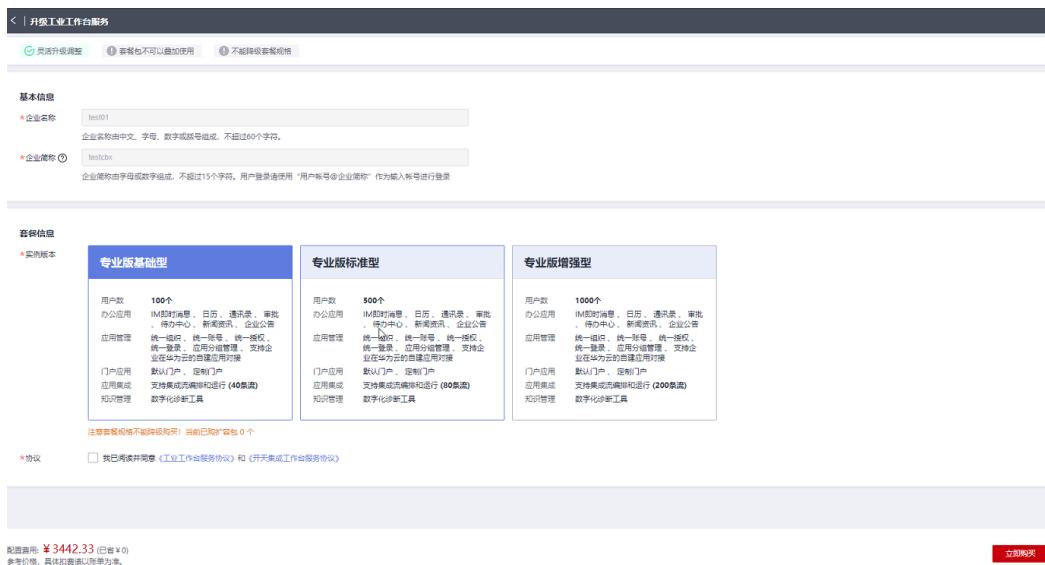 < | 升级工业工作台服务
灵活升级调整 套餐包不可以叠加使用 不能降级套餐规格
基本信息
*企业名称 test01
企业名称由中文、字母、数字或括号组成，不超过60个字符。
*企业简称 testcbx
企业简称由字母或数字组成，不超过15个字符。用户登录请使用“用户帐号@企业简称”作为输入帐号进行登录
套餐信息
*实例版本
专业版基础型
用户数 100个
办公应用 IM即时消息 、 日历 、 通讯录 、 审批
、 待办中心 、 新闻资讯 、 企业公告
应用管理 统一组织 、 统一账号 、 统一授权 、
统一登录 、 应用分组管理 、 支持企
业在华为云的自建应用对接
门户应用 默认门户 、 定制门户
应用集成 支持集成流编排和运行 (40条流)
知识管理 数字化诊断工具
专业版标准型
用户数 500个
办公应用 IM即时消息 、 日历 、 通讯录 、 审批
、 待办中心 、 新闻资讯 、 企业公告
应用管理 统一组织 、 统一账号 、 统一授权 、
统一登录 、 应用分组管理 、 支持企
业在华为云的自建应用对接
门户应用 默认门户 、 定制门户
应用集成 支持集成流编排和运行 (80条流)
知识管理 数字化诊断工具
专业版增强型
用户数 1000个
办公应用 IM即时消息 、 日历 、 通讯录 、 审批
、 待办中心 、 新闻资讯 、 企业公告
应用管理 统一组织 、 统一账号 、 统一授权 、
统一登录 、 应用分组管理 、 支持企
业在华为云的自建应用对接
门户应用 默认门户 、 定制门户
应用集成 支持集成流编排和运行 (200条流)
知识管理 数字化诊断工具
注意套餐规格不能降级购买！当前已购扩容包 0 个
*协议 我已阅读并同意《工业工作台服务协议》和《开天集成工作台服务协议》
配置费用: ¥ 3442.33 (已省 ¥ 0)
参考价格，具体扣费请以账单为准。
立即购买